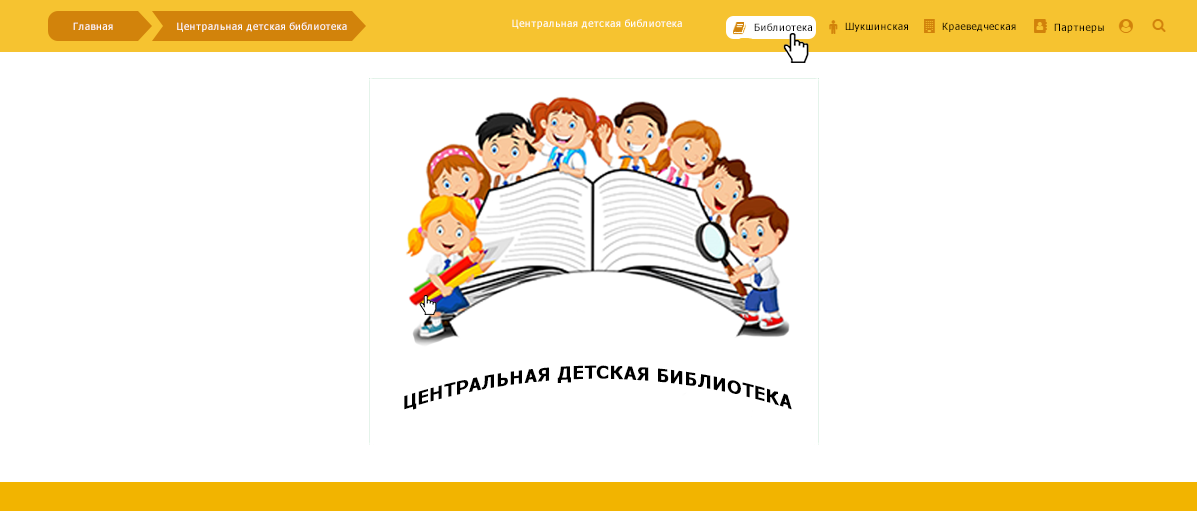 Главная
Центральная детская библиотека
Центральная детская библиотека
Библиотека
Шукшинская
Краеведческая
Партнеры
ЦЕНТРАЛЬНАЯ ДЕТСКАЯ БИБЛИОТЕКА